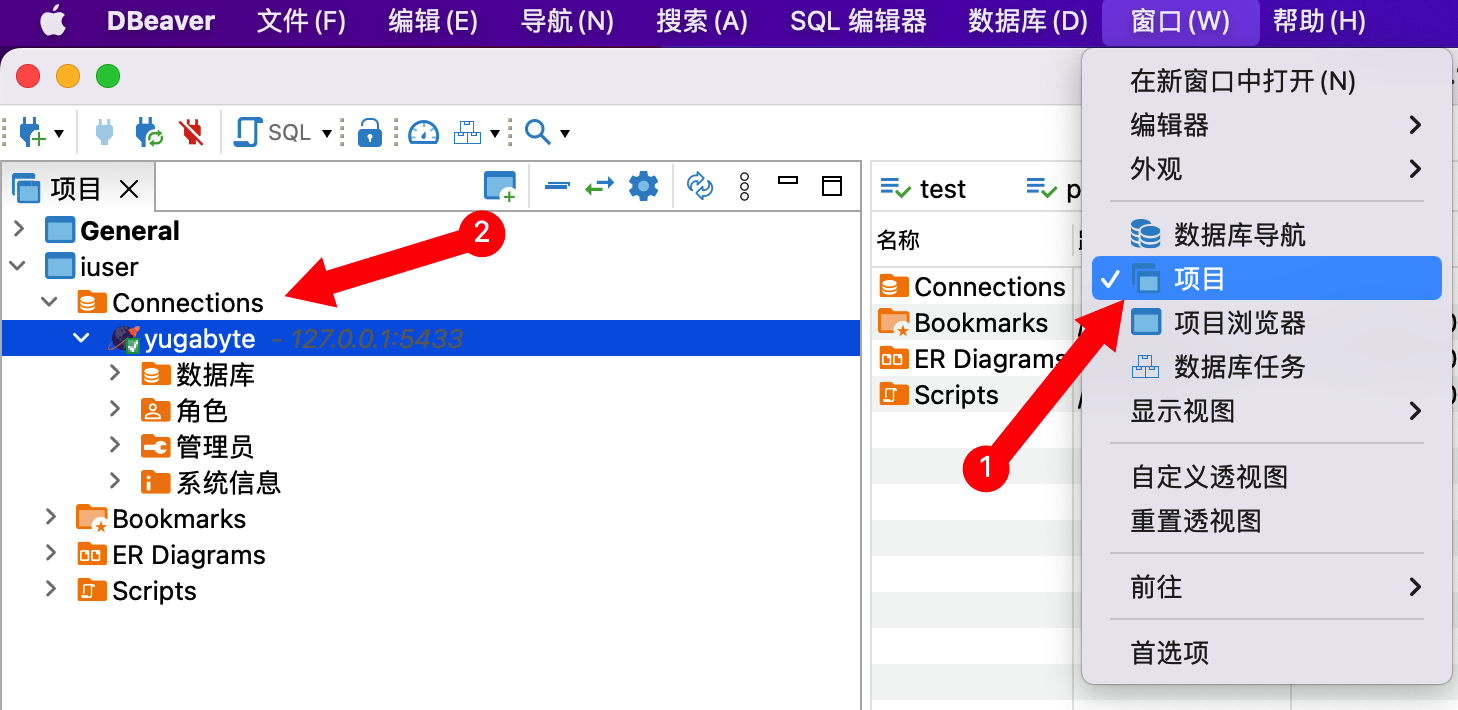 DBeaver 文件 (F) 编辑 (E) 导航 (N) 搜索 (A) SQL 编辑器 数据库 (D) 窗口 (W) 帮助 (H)
SQL
项目
General
iuser
Connections
yugabyte - 127.0.0.1:5433
数据库
角色
管理员
系统信息
Bookmarks
ER Diagrams
Scripts
2
test
名称
Connections
Bookmarks
ER Diagrams
Scripts
1
在新窗口中打开 (N)
编辑器
外观
数据库导航
项目
项目浏览器
数据库任务
显示视图
自定义透视图
重置透视图
前往
首选项